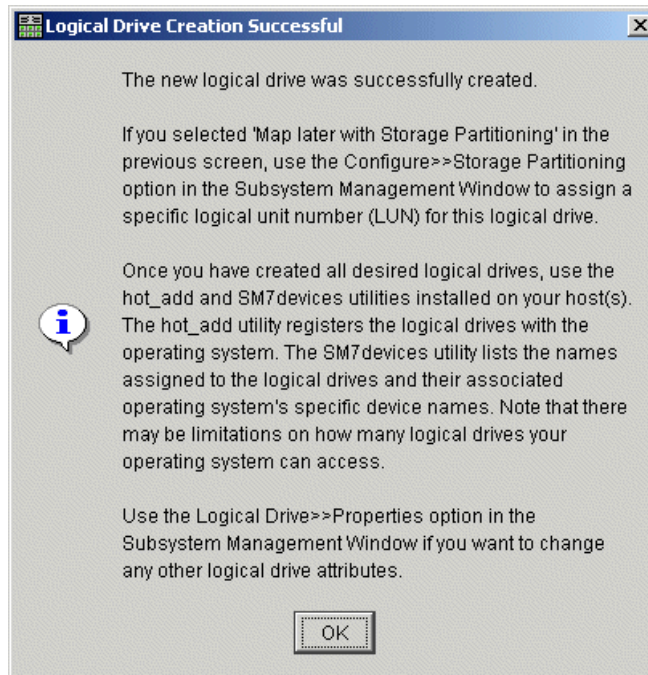 Logical Drive Creation Successful
The new logical drive was successfully created.
If you selected 'Map later with Storage Partitioning' in the
previous screen, use the Configure>>Storage Partitioning
option in the Subsystem Management Window to assign a
specific logical unit number (LUN) for this logical drive.
Once you have created all desired logical drives, use the
hot_add and SM7devices utilities installed on your host(s).
The hot_add utility registers the logical drives with the
operating system. The SM7devices utility lists the names
assigned to the logical drives and their associated
operating system's specific device names. Note that there
may be limitations on how many logical drives your
operating system can access.
Use the Logical Drive>>Properties option in the
Subsystem Management Window if you want to change
any other logical drive attributes.
OK